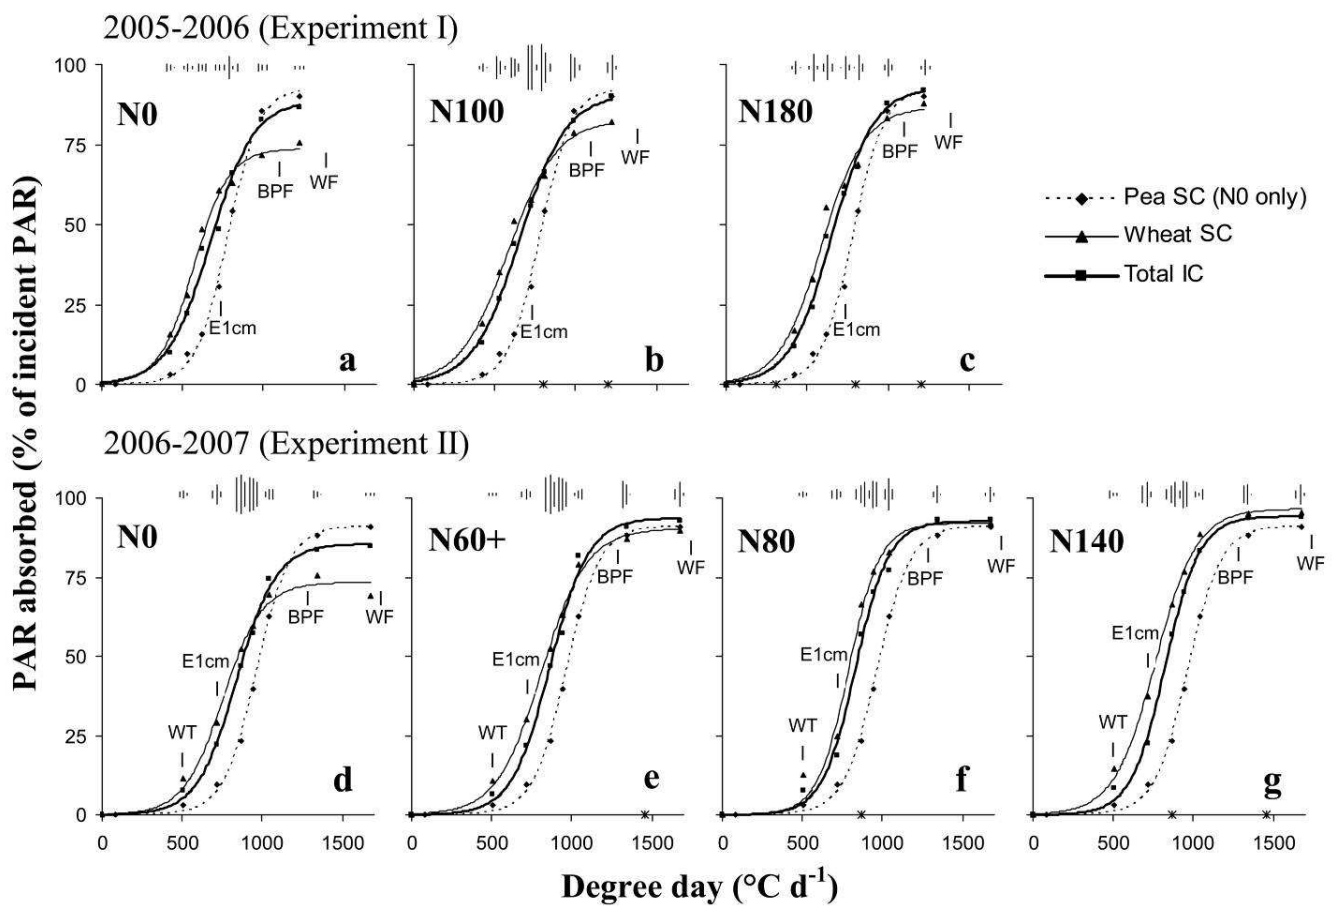 2005-2006 (Experiment I)
PAR absorbed (% of incident PAR)
100
75
50
25
0
N0
BPF
WF
E1cm
a
N100
BPF
WF
E1cm
b
N180
BPF
WF
E1cm
c
Pea SC (N0 only)
Wheat SC
Total IC
2006-2007 (Experiment II)
100
75
50
25
0
N0
E1cm
WT
BPF
WF
d
0 500 1000 1500
N60+
E1cm
WT
BPF
WF
e
0 500 1000 1500
N80
E1cm
WT
BPF
WF
f
0 500 1000 1500
N140
E1cm
WT
BPF
WF
g
0 500 1000 1500
Degree day (°C d-1)